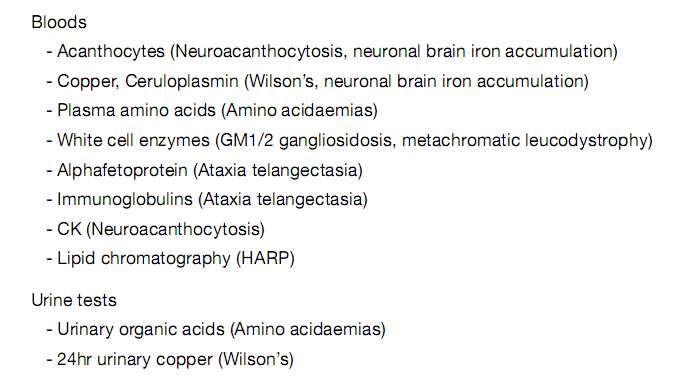 Bloods
- Acanthocytes (Neuroacanthocytosis, neuronal brain iron accumulation)
- Copper, Ceruloplasmin (Wilson's, neuronal brain iron accumulation)
- Plasma amino acids (Amino acidaemias)
- White cell enzymes (GM1/2 gangliosidosis, metachromatic leucodystrophy)
- Alphafetoprotein (Ataxia telangectasia)
- Immunoglobulins (Ataxia telangectasia)
- CK (Neuroacanthocytosis)
- Lipid chromatography (HARP)
Urine tests
- Urinary organic acids (Amino acidaemias)
- 24hr urinary copper (Wilson's)